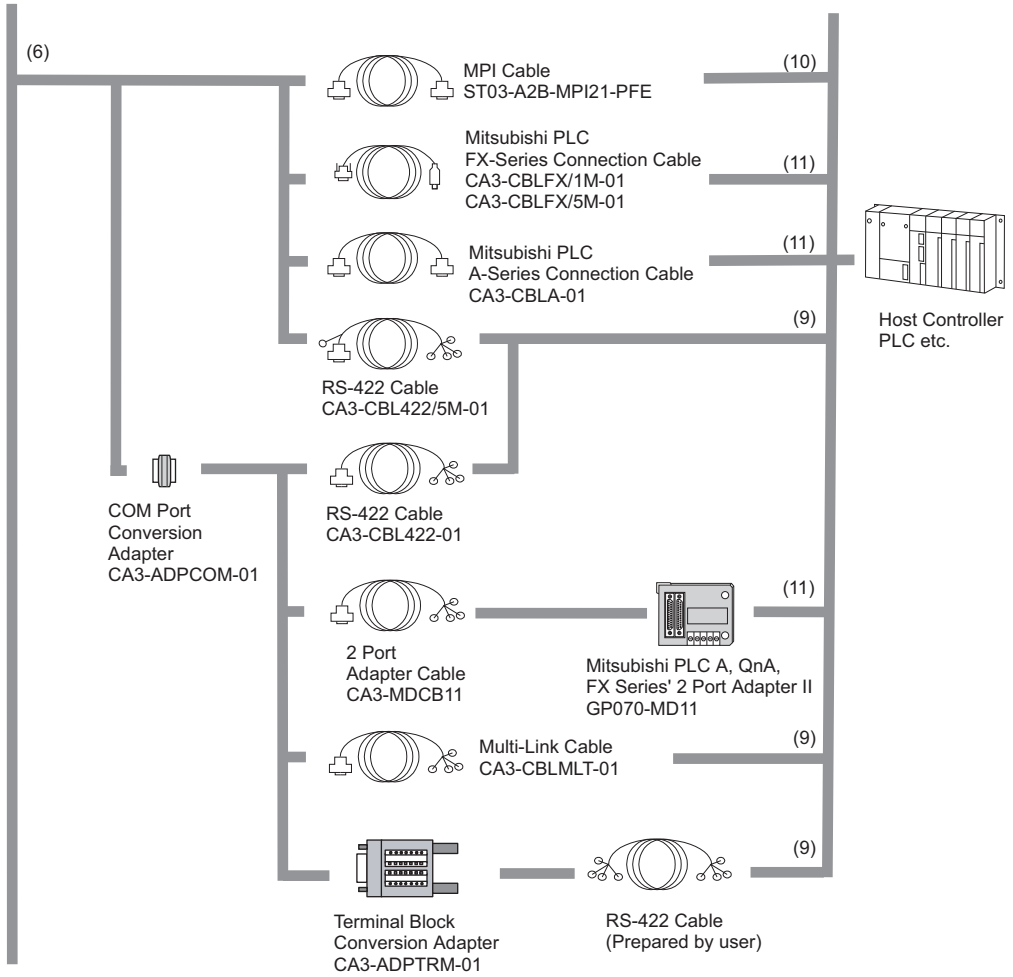 (6)
MPI Cable
ST03-A2B-MPI21-PFE
(10)
Mitsubishi PLC
FX-Series Connection Cable
CA3-CBLFX/1M-01
CA3-CBLFX/5M-01
(11)
Mitsubishi PLC
A-Series Connection Cable
CA3-CBLA-01
(11)
Host Controller
PLC etc.
(9)
RS-422 Cable
CA3-CBL422/5M-01
COM Port
Conversion
Adapter
CA3-ADPCOM-01
RS-422 Cable
CA3-CBL422-01
2 Port
Adapter Cable
CA3-MDCB11
(11)
Mitsubishi PLC A, QnA,
FX Series' 2 Port Adapter II
GP070-MD11
Multi-Link Cable
CA3-CBLMLT-01
(9)
(9)
Terminal Block
Conversion Adapter
CA3-ADPTRM-01
RS-422 Cable
(Prepared by user)